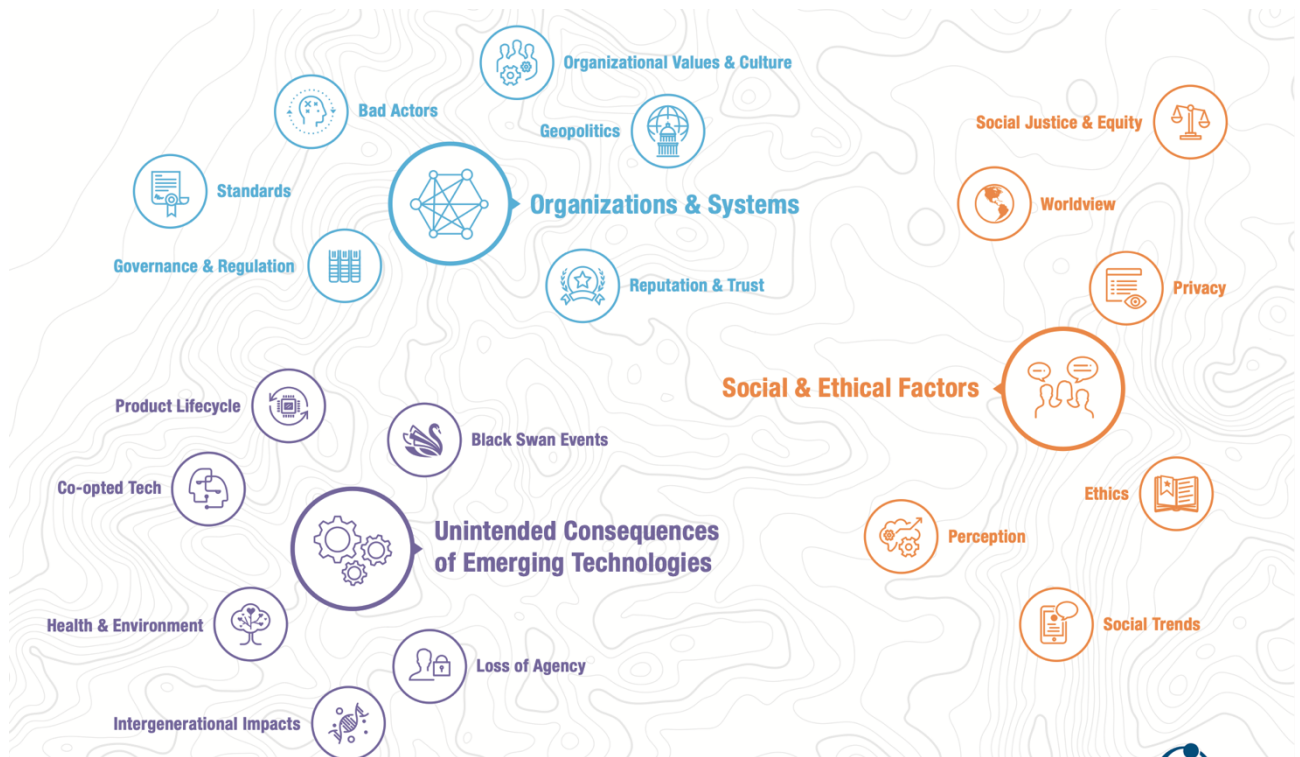 Organizational Values & Culture
Bad Actors
Geopolitics
Standards
Organizations & Systems
Governance & Regulation
Reputation & Trust
Social Justice & Equity
Worldview
Privacy
Social & Ethical Factors
Ethics
Perception
Social Trends
Product Lifecycle
Black Swan Events
Co-opted Tech
Unintended Consequences
of Emerging Technologies
Health & Environment
Loss of Agency
Intergenerational Impacts